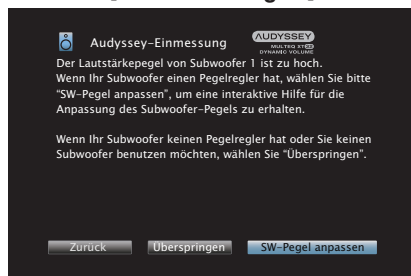 Audyssey-Einmessung
AUDYSSEY
MULTEQ XT32
DYNAMIC VOLUME
Der Lautstärkepegel von Subwoofer 1 ist zu hoch.
Wenn Ihr Subwoofer einen Pegelregler hat, wählen Sie bitte
“SW-Pegel anpassen”, um eine interaktive Hilfe für die
Anpassung des Subwoofer-Pegels zu erhalten.
Wenn Ihr Subwoofer keinen Pegelregler hat oder Sie keinen
Subwoofer benutzen möchten, wählen Sie “Überspringen”.
Zurück Überspringen SW-Pegel anpassen